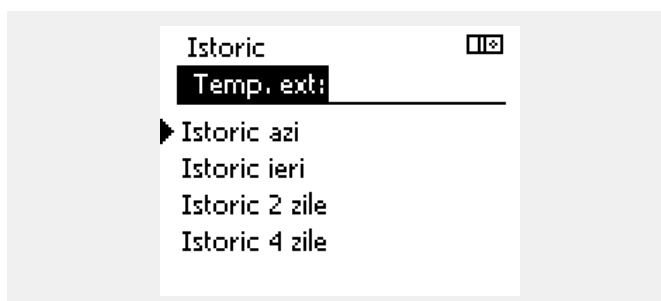 Istoric
Temp. ext:
Istoric azi
Istoric ieri
Istoric 2 zile
Istoric 4 zile